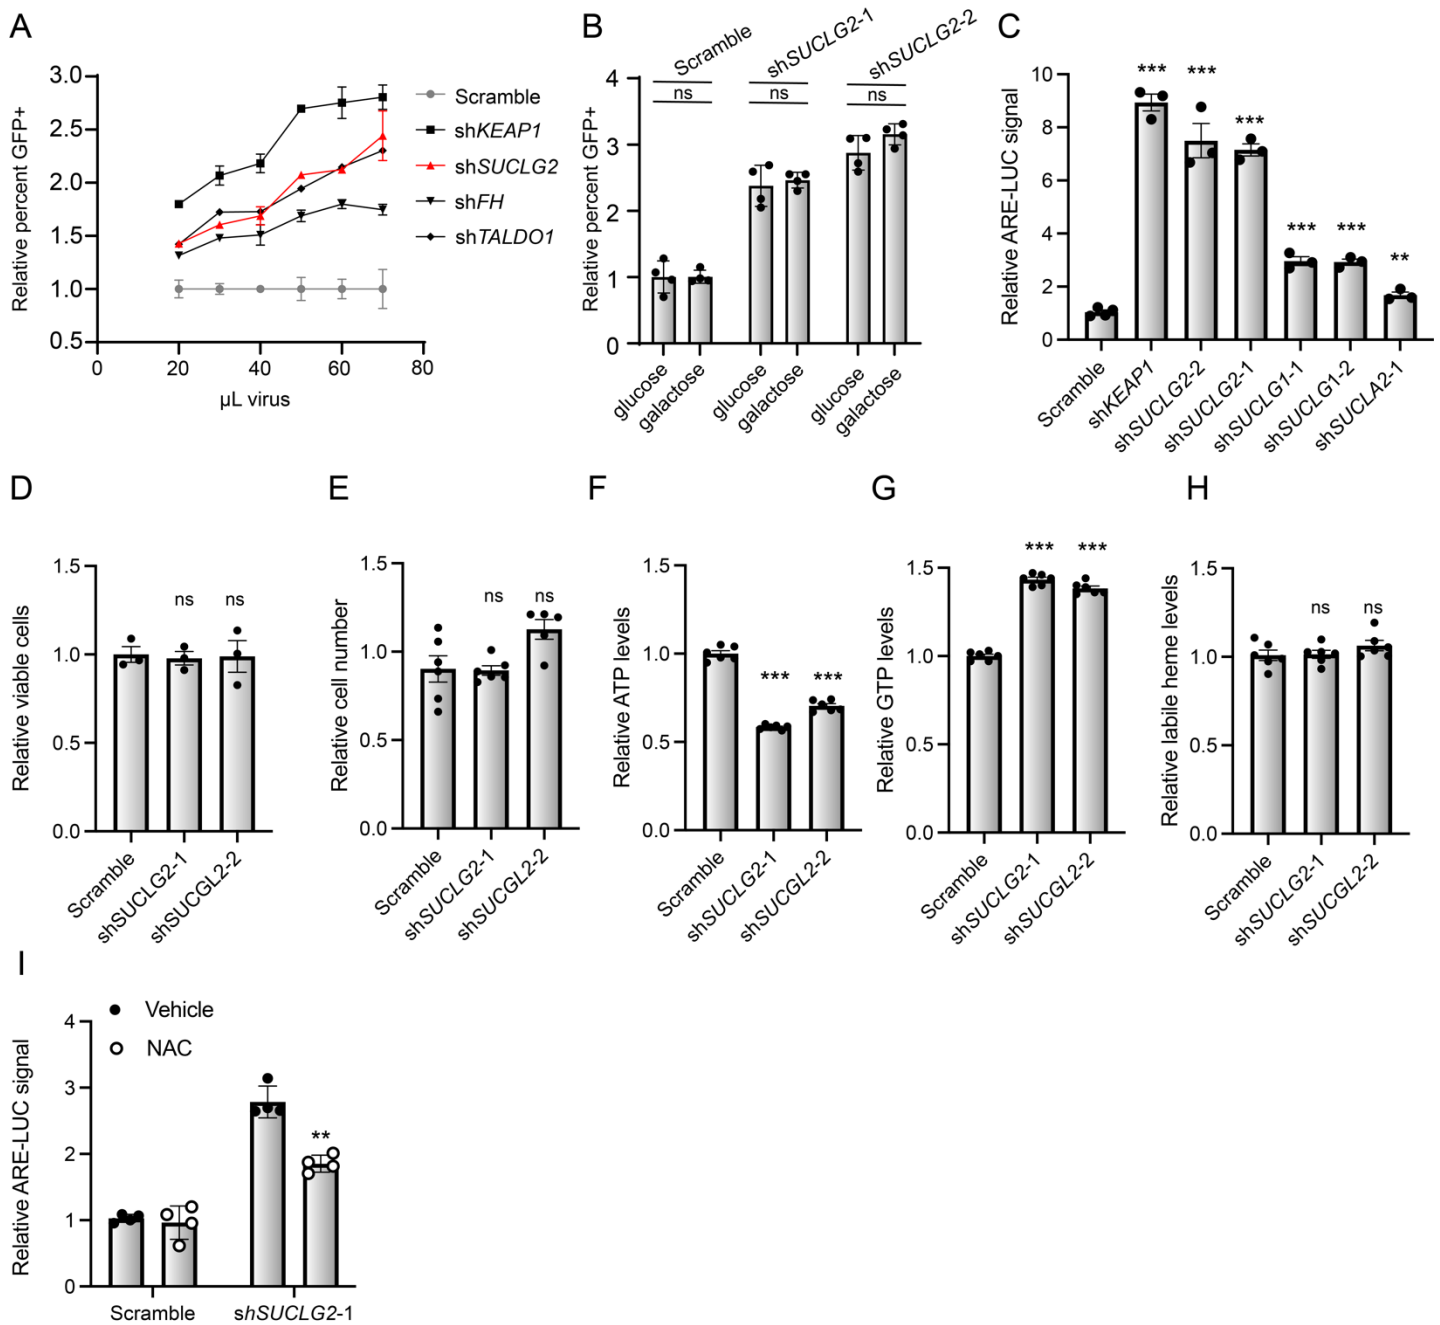 A
Relative percent GFP+
3.0
2.5
2.0
1.5
1.0
0.5
0
20
40
60
80
µL virus
Scramble
shKEAP1
shSUCLG2
shFH
shTALDO1
B
Relative percent GFP+
4
3
2
1
0
Scramble
shSUCLG2-1
shSUCLG2-2
ns
ns
ns
glucose
galactose
glucose
galactose
glucose
galactose
C
Relative ARE-LUC signal
10
8
6
4
2
0
***
***
***
***
***
**
Scramble
shKEAP1
shSUCLG2-2
shSUCLG2-1
shSUCLG1-1
shSUCLG1-2
shSUCLA2-1
D
Relative viable cells
1.5
1.0
0.5
0.0
ns
ns
Scramble
shSUCLG2-1
shSUCGL2-2
E
Relative cell number
1.5
1.0
0.5
0.0
ns
ns
Scramble
shSUCLG2-1
shSUCGL2-2
F
Relative ATP levels
1.5
1.0
0.5
0.0
***
***
Scramble
shSUCLG2-1
shSUCGL2-2
G
Relative GTP levels
1.5
1.0
0.5
0.0
***
***
Scramble
shSUCLG2-1
shSUCGL2-2
H
Relative labile heme levels
1.5
1.0
0.5
0.0
ns
ns
Scramble
shSUCLG2-1
shSUCGL2-2
I
Relative ARE-LUC signal
4
3
2
1
0
Vehicle
NAC
**
Scramble
shSUCLG2-1